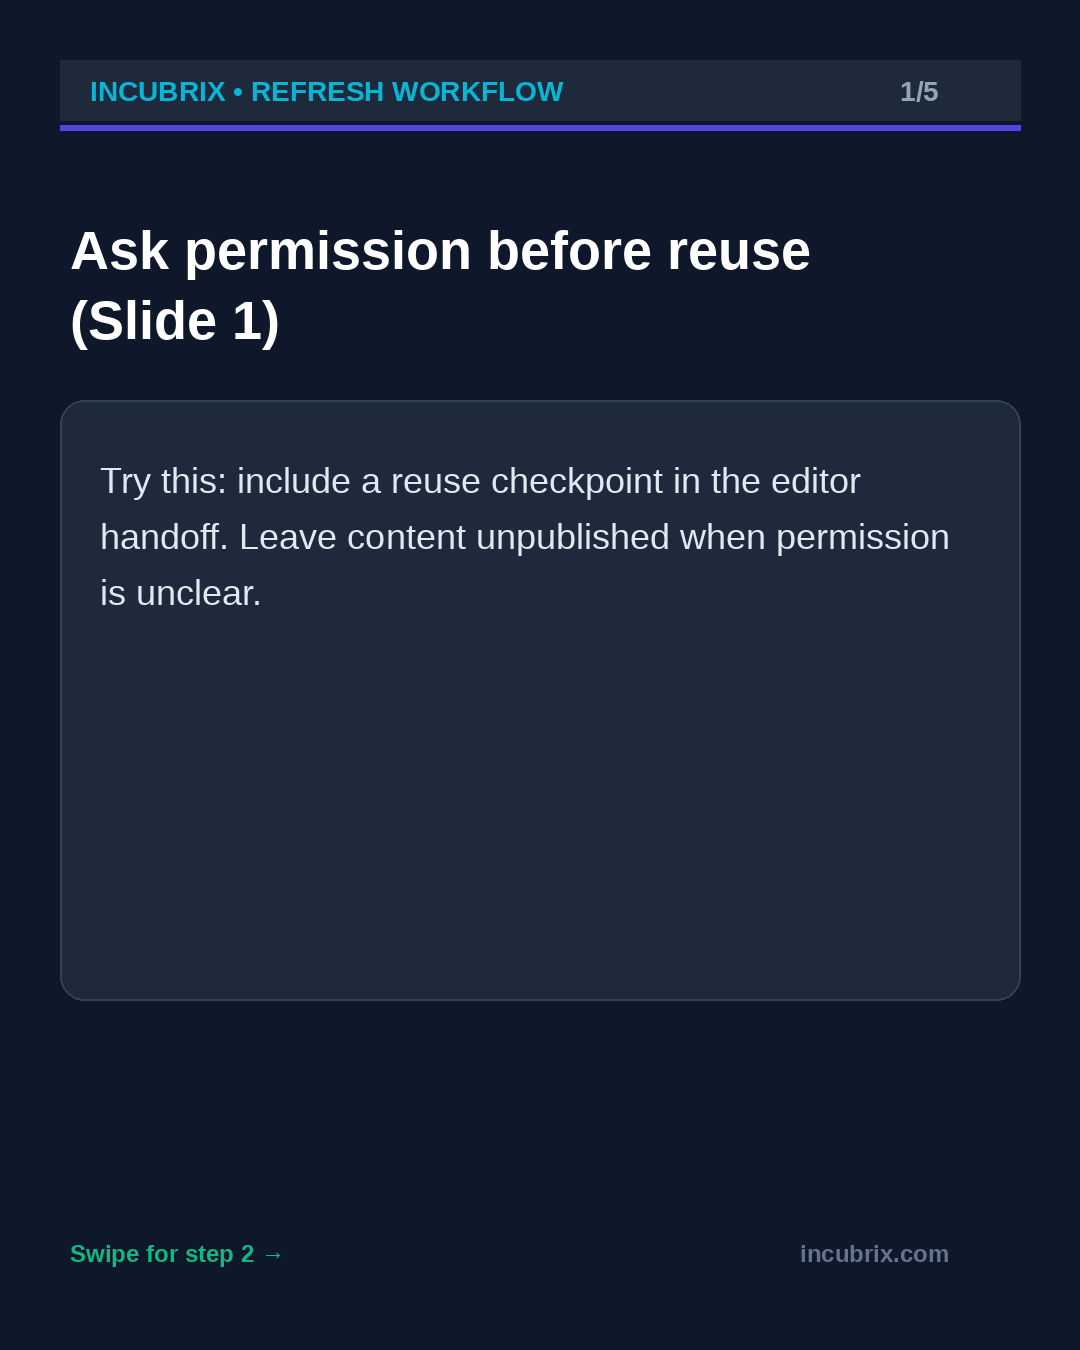 INCUBRIX • REFRESH WORKFLOW 1/5
Ask permission before reuse
(Slide 1)
Try this: include a reuse checkpoint in the editor
handoff. Leave content unpublished when permission
is unclear.
Swipe for step 2 → incubrix.com